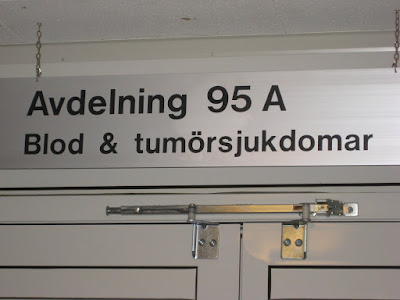 Avdelning 95 A
Blod & tumörsjukdomar